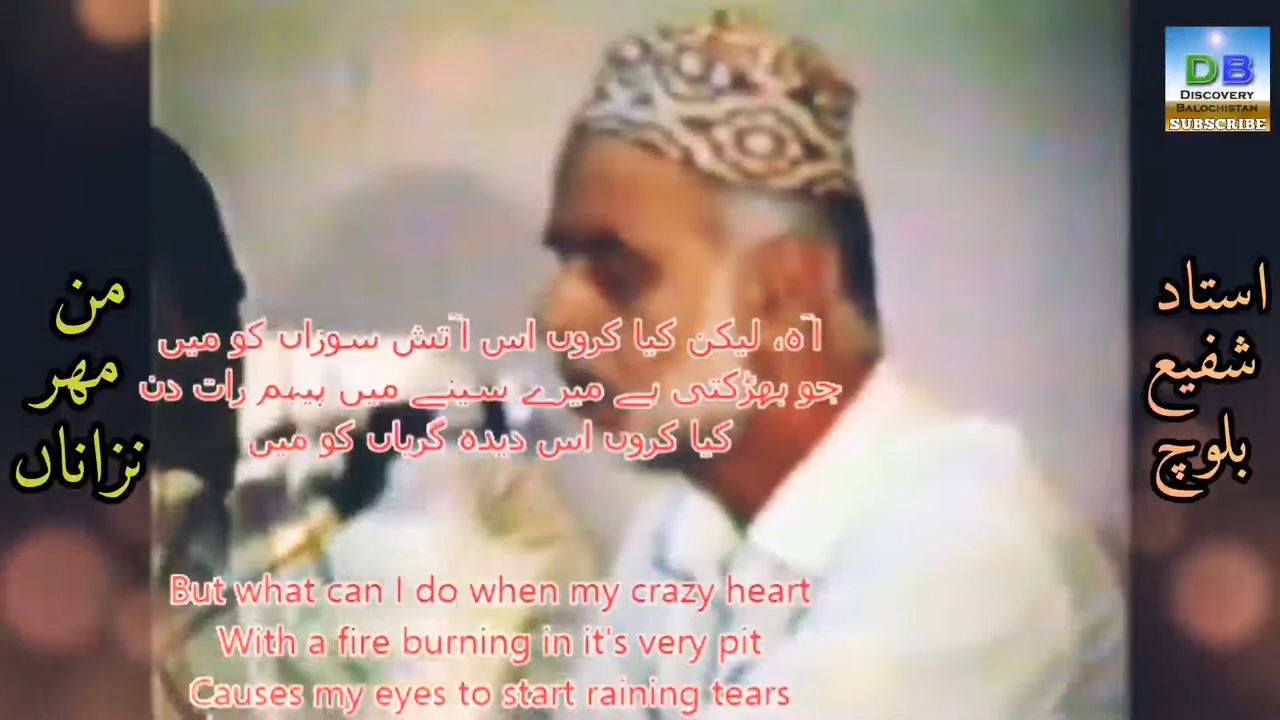 DB
DISCOVERY
BALOCHISTAN
SUBSCRIBE
استاد
شفیع
بلوچ
من
مهر
نزاناں
آہ، لیکن کیا کروں اس آتش سوزاں کو میں
جو بھڑکتی ہے میرے سینے میں پیہم رات دن
کیا کروں اس دیدہ گریاں کو میں
But what can I do when my crazy heart
With a fire burning in it's very pit
Causes my eyes to start raining tears